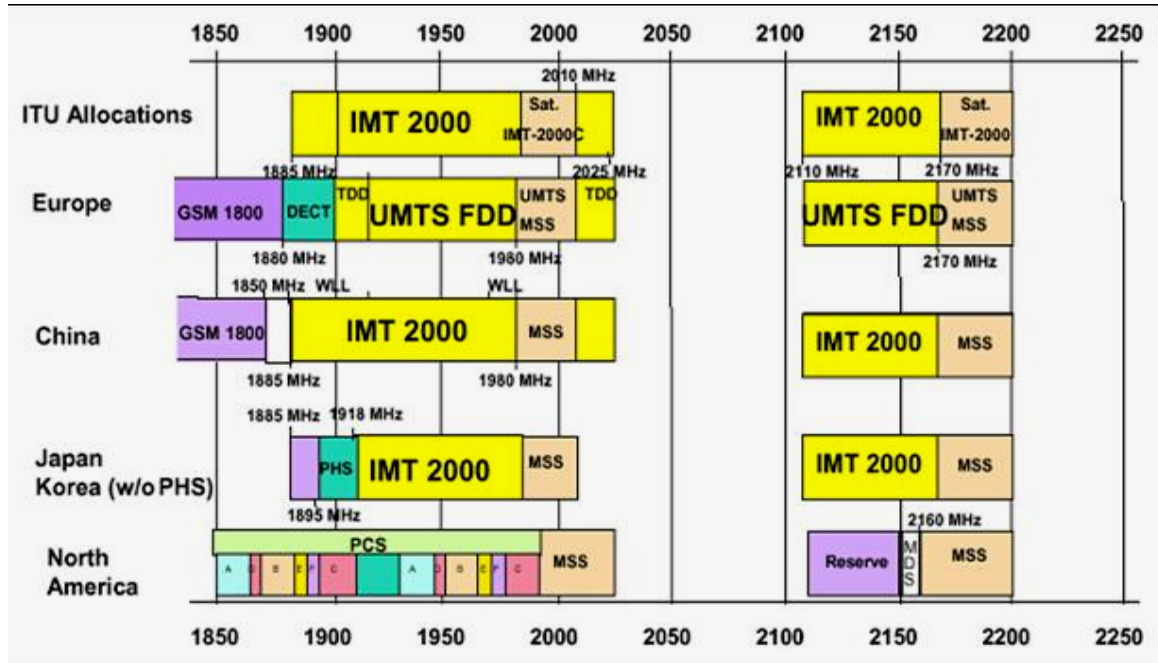 1850 1900 1950 2000 2050 2100 2150 2200 2250
2010 MHz
ITU Allocations
IMT 2000
Sat.
IMT-2000C
IMT 2000
Sat.
IMT-2000
1885 MHz
2025 MHz
2110 MHz
2170 MHz
Europe
GSM 1800
DECT
TDD
UMTS FDD
UMTS
MSS
TDD
UMTS FDD
UMTS
MSS
1880 MHz
1980 MHz
2170 MHz
1850 MHz
WLL
WLL
China
GSM 1800
IMT 2000
MSS
IMT 2000
MSS
1885 MHz
1980 MHz
1885 MHz
1918 MHz
Japan
Korea (w/o PHS)
PHS
IMT 2000
MSS
IMT 2000
MSS
1895 MHz
2160 MHz
North
America
PCS
A D B E F C A D B E F C
MSS
Reserve
MDS
MSS
1850 1900 1950 2000 2050 2100 2150 2200 2250